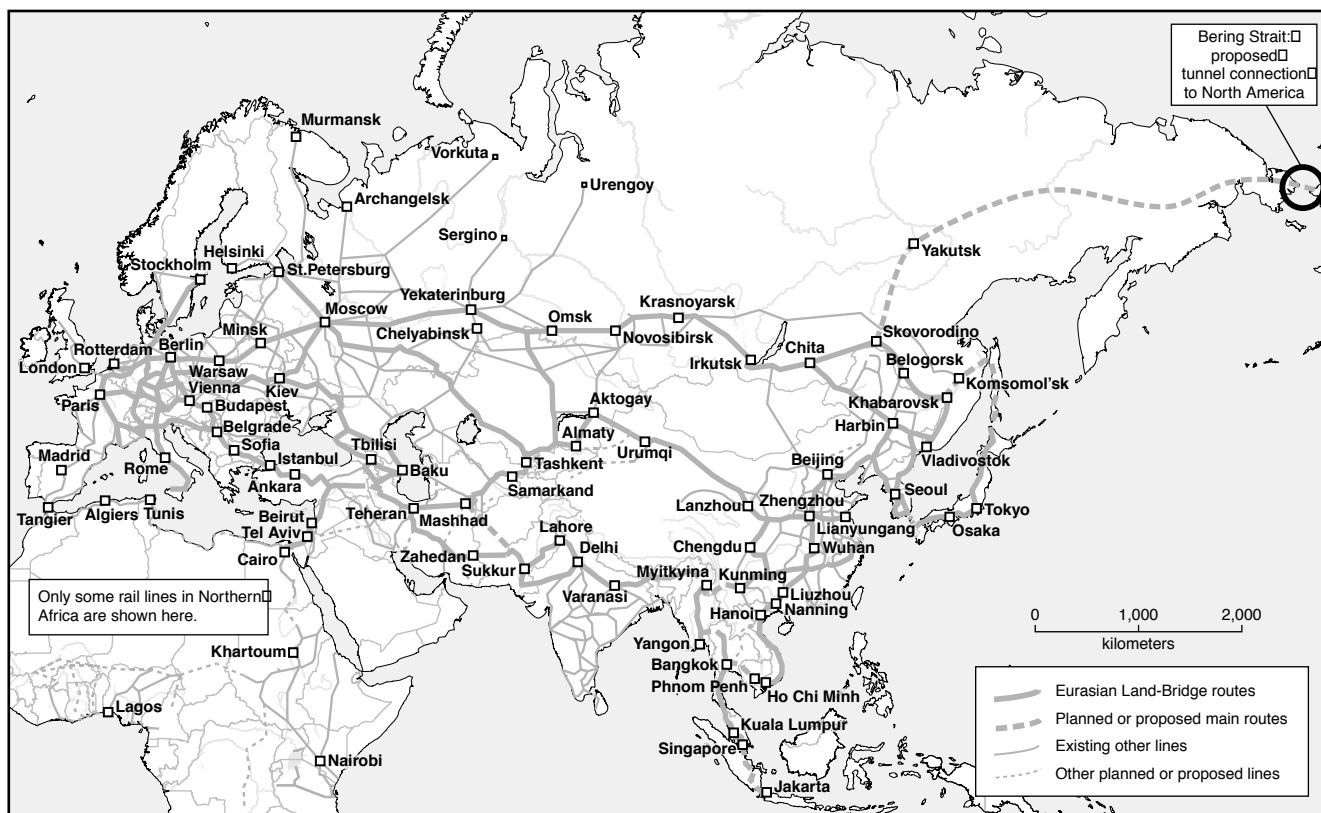 Bering Strait:
proposed
tunnel connection
to North America
Murmansk
Vorkuta
Urengoy
Archangelsk
Sergino
Yakutsk
Helsinki
Stockholm
St.Petersburg
Yekaterinburg
Krasnoyarsk
Moscow
Chelyabinsk
Omsk
Novosibirsk
Skovorodino
Minsk
Rotterdam
Berlin
London
Warsaw
Irkutsk
Chita
Belogorsk
Komsomol'sk
Vienna
Kiev
Paris
Budapest
Aktogay
Khabarovsk
Harbin
Belgrade
Sofia
Almaty
Madrid
Rome
Istanbul
Tbilisi
Urumqi
Beijing
Vladivostok
Baku
Tashkent
Ankara
Samarkand
Seoul
Tangier
Algiers
Tunis
Beirut
Teheran
Mashhad
Lanzhou
Zhengzhou
Tokyo
Lianyungang
Osaka
Tel Aviv
Lahore
Cairo
Zahedan
Delhi
Chengdu
Wuhan
Sukkur
Myitkyina
Kunming
Varanasi
Liuzhou
Nanning
Hanoi
Only some rail lines in Northern
Africa are shown here.
Khartoum
Yangon
Bangkok
Phnom Penh
Ho Chi Minh
Lagos
Kuala Lumpur
Singapore
Nairobi
Jakarta
0
1,000
2,000
kilometers
Eurasian Land-Bridge routes
Planned or proposed main routes
Existing other lines
Other planned or proposed lines